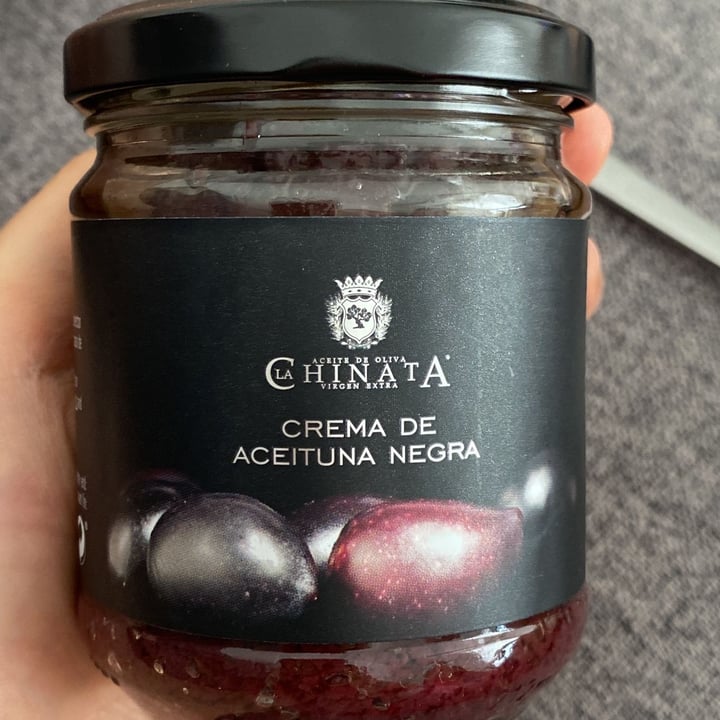 ACEITE DE OLIVA
LA CHINATA®
VIRGEN EXTRA
CREMA DE
ACEITUNA NEGRA